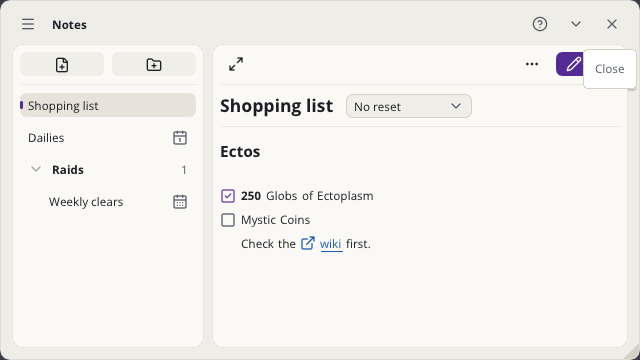 Notes
Close
Shopping list
Dailies
Raids 1
Weekly clears
Shopping list No reset
Ectos
250 Globs of Ectoplasm
Mystic Coins
Check the wiki first.